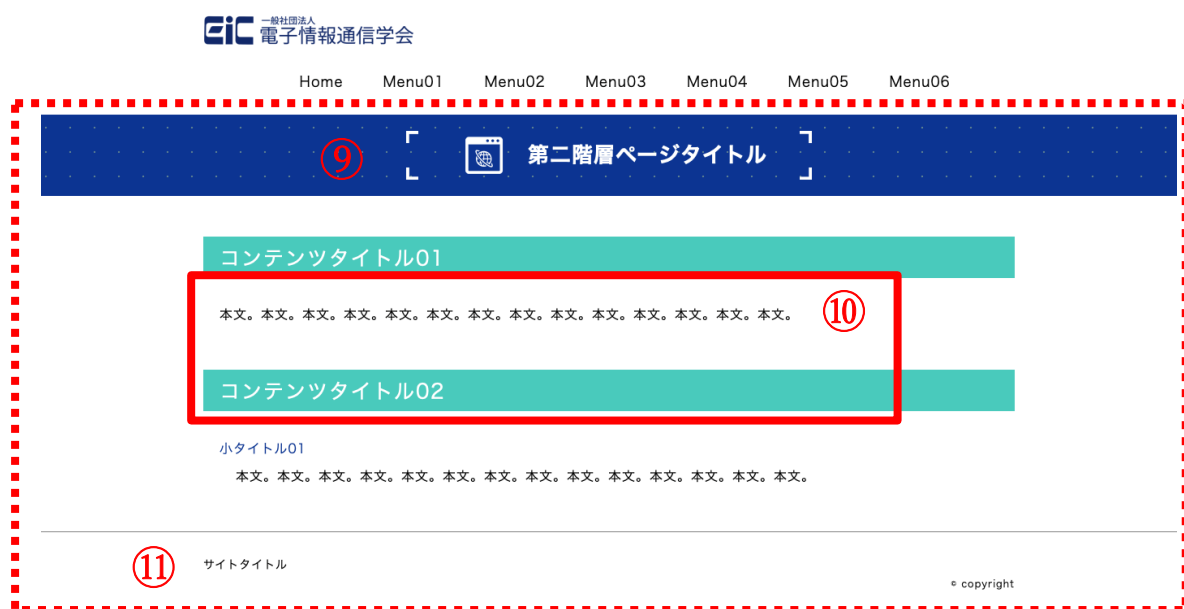 EiC 一般社団法人
電子情報通信学会
Home Menu01 Menu02 Menu03 Menu04 Menu05 Menu06
⑨ 第二階層ページタイトル
コンテンツタイトル01
本文。本文。本文。本文。本文。本文。本文。本文。本文。本文。本文。本文。本文。本文。 ⑩
コンテンツタイトル02
小タイトル01
本文。本文。本文。本文。本文。本文。本文。本文。本文。本文。本文。本文。本文。本文。
⑪ サイトタイトル
© copyright